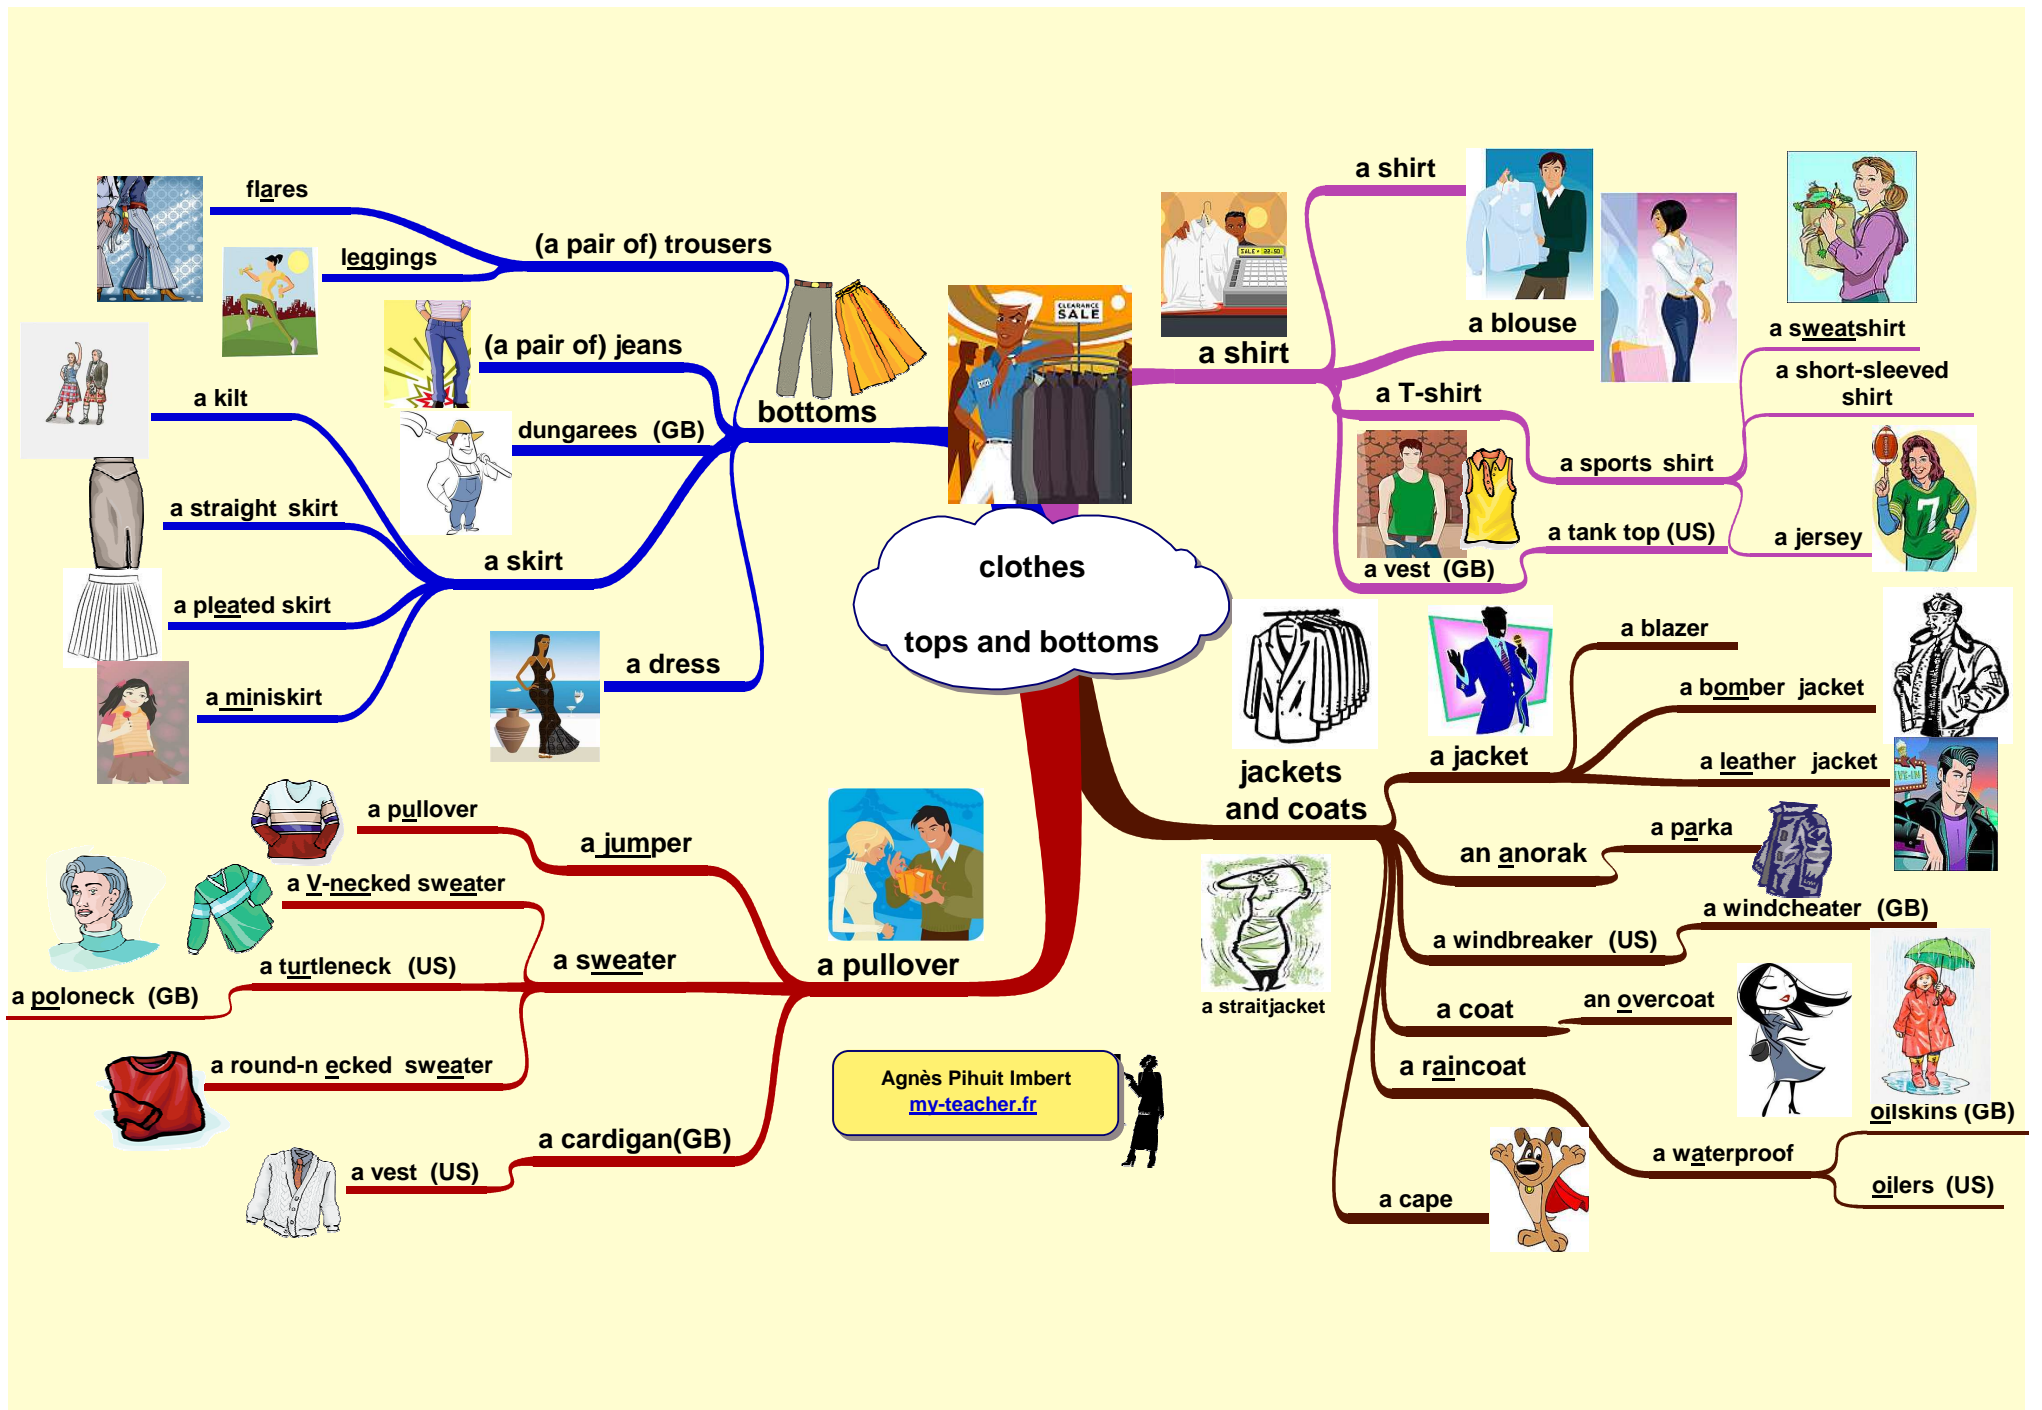 clothes
tops and bottoms
CLEARANCE
SALE
bottoms
(a pair of) trousers
flares
leggings
(a pair of) jeans
dungarees (GB)
a skirt
a kilt
a straight skirt
a pleated skirt
a miniskirt
a dress
a shirt
SALE
a shirt
a blouse
a T-shirt
a sports shirt
a sweatshirt
a short-sleeved
shirt
a jersey
7
a vest (GB)
a tank top (US)
jackets
and coats
a jacket
a blazer
a bomber jacket
a leather jacket
an anorak
a parka
a windbreaker (US)
a windcheater (GB)
a coat
an overcoat
a raincoat
a waterproof
oilskins (GB)
oilers (US)
a cape
a straitjacket
a pullover
a jumper
a pullover
a sweater
a V-necked sweater
a turtleneck (US)
a poloneck (GB)
a round-n ecked sweater
a cardigan(GB)
a vest (US)
Agnès Pihuit Imbert
my-teacher.fr